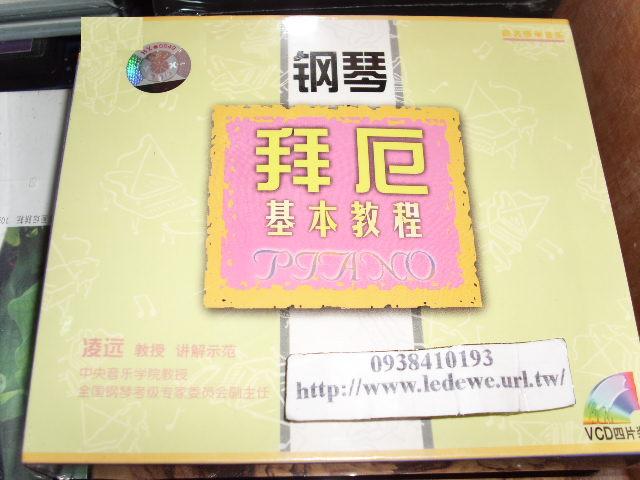 钢琴
拜厄
基本教程
PIANO
凌远 教授 讲解示范
中央音乐学院教授
全国钢琴考级专家委员会副主任
0938410193
http://www.ledewe.url.tw/
VCD四片装